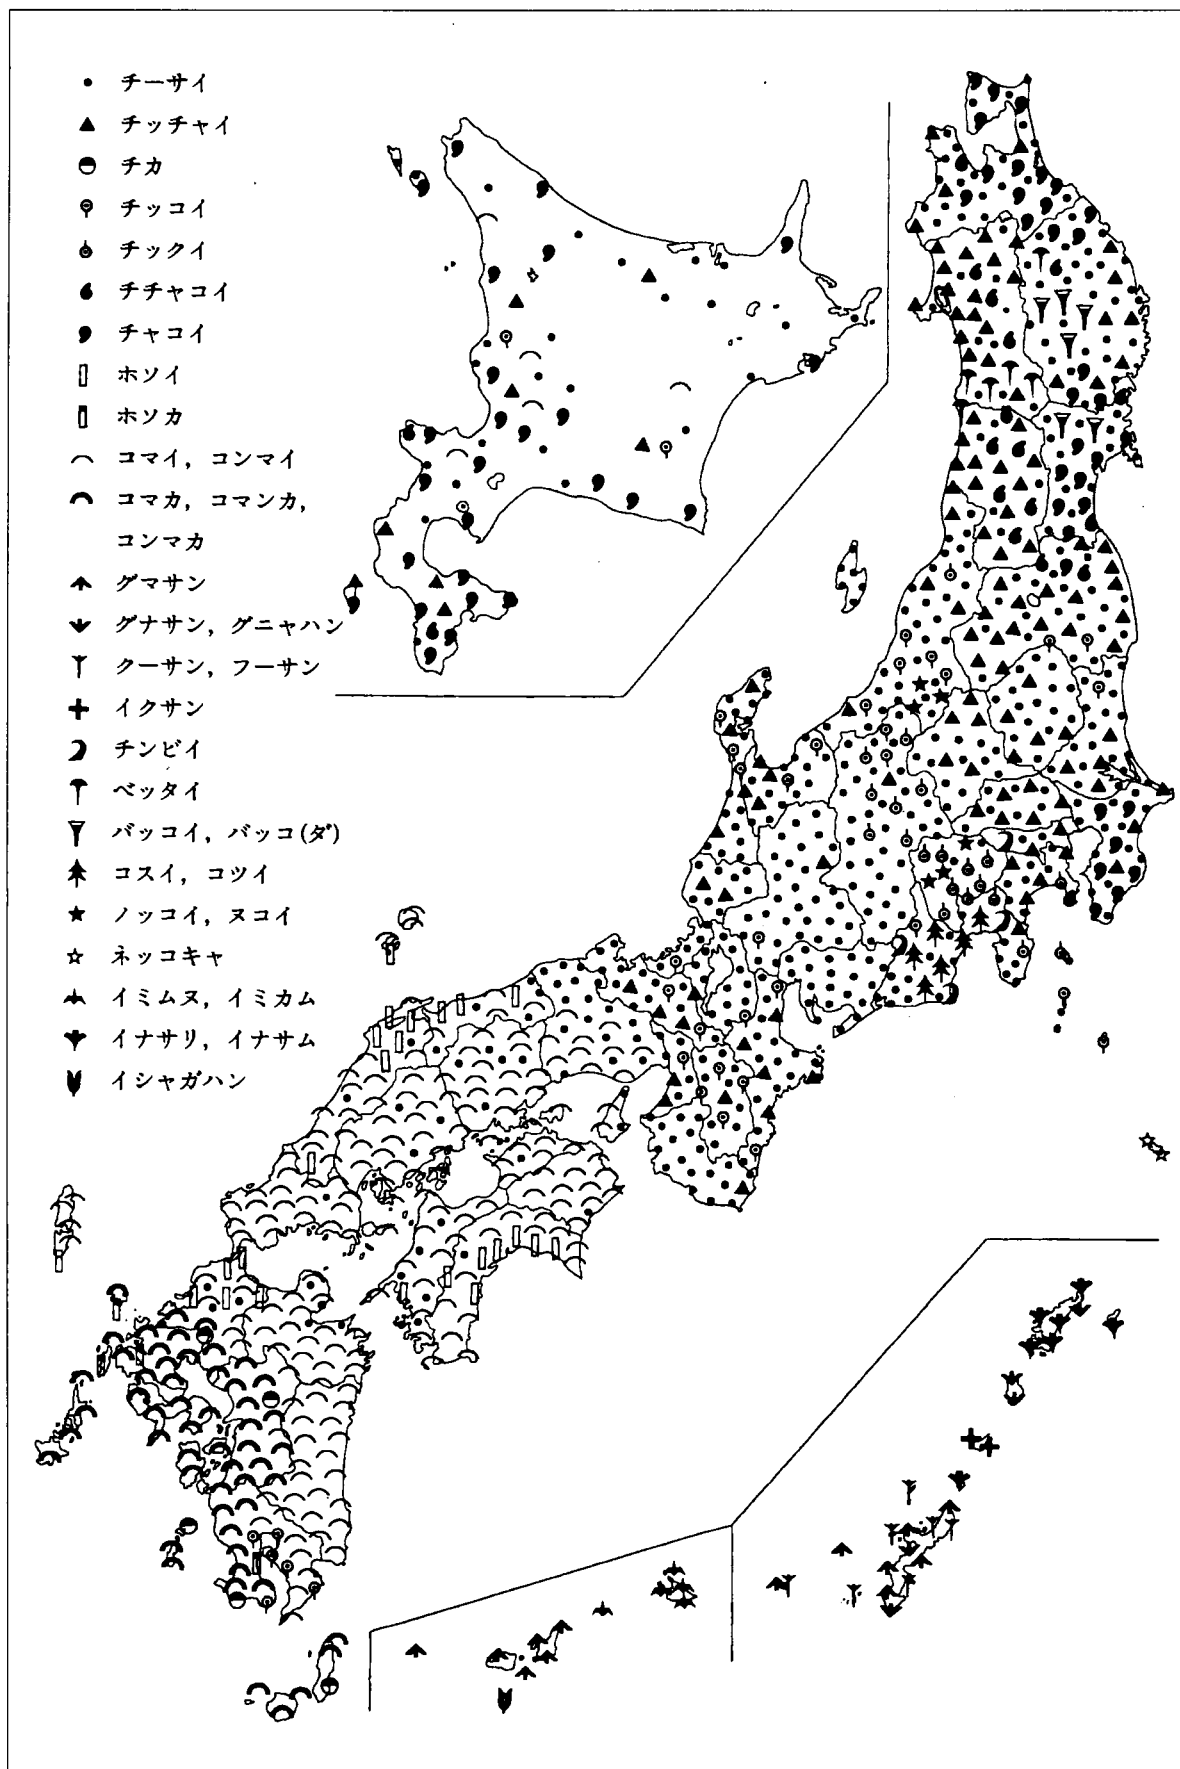 チーサイ
チッチャイ
チカ
チッコイ
チックイ
チチャコイ
チャコイ
ホソイ
ホソカ
コマイ，コンマイ
コマカ，コマンカ，
コンマカ
グマサン
グナサン，グニャハン
クーサン，フーサン
イクサン
チンビイ
ベッタイ
バッコイ，バッコ(ダ)
コスイ，コツイ
ノッコイ，ヌコイ
ネッコキャ
イミムヌ，イミカム
イナサリ，イナサム
イシャガハン